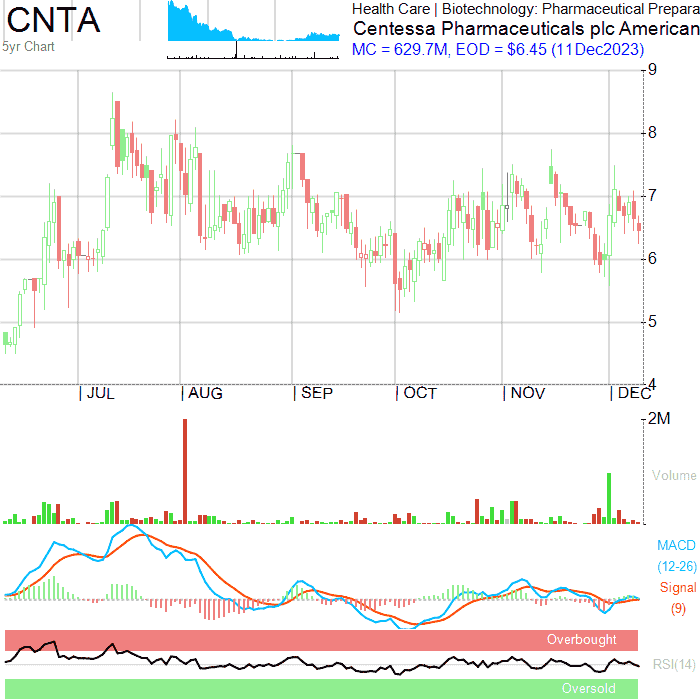 CNTA
5yr Chart
Health Care | Biotechnology: Pharmaceutical Prepara
Centessa Pharmaceuticals plc American
MC = 629.7M, EOD = $6.45 (11Dec2023)
9
8
7
6
5
4
| JUL | AUG | SEP | OCT | NOV | DEC
2M
Volume
MACD
(12-26)
Signal
(9)
Overbought
RSI(14)
Oversold